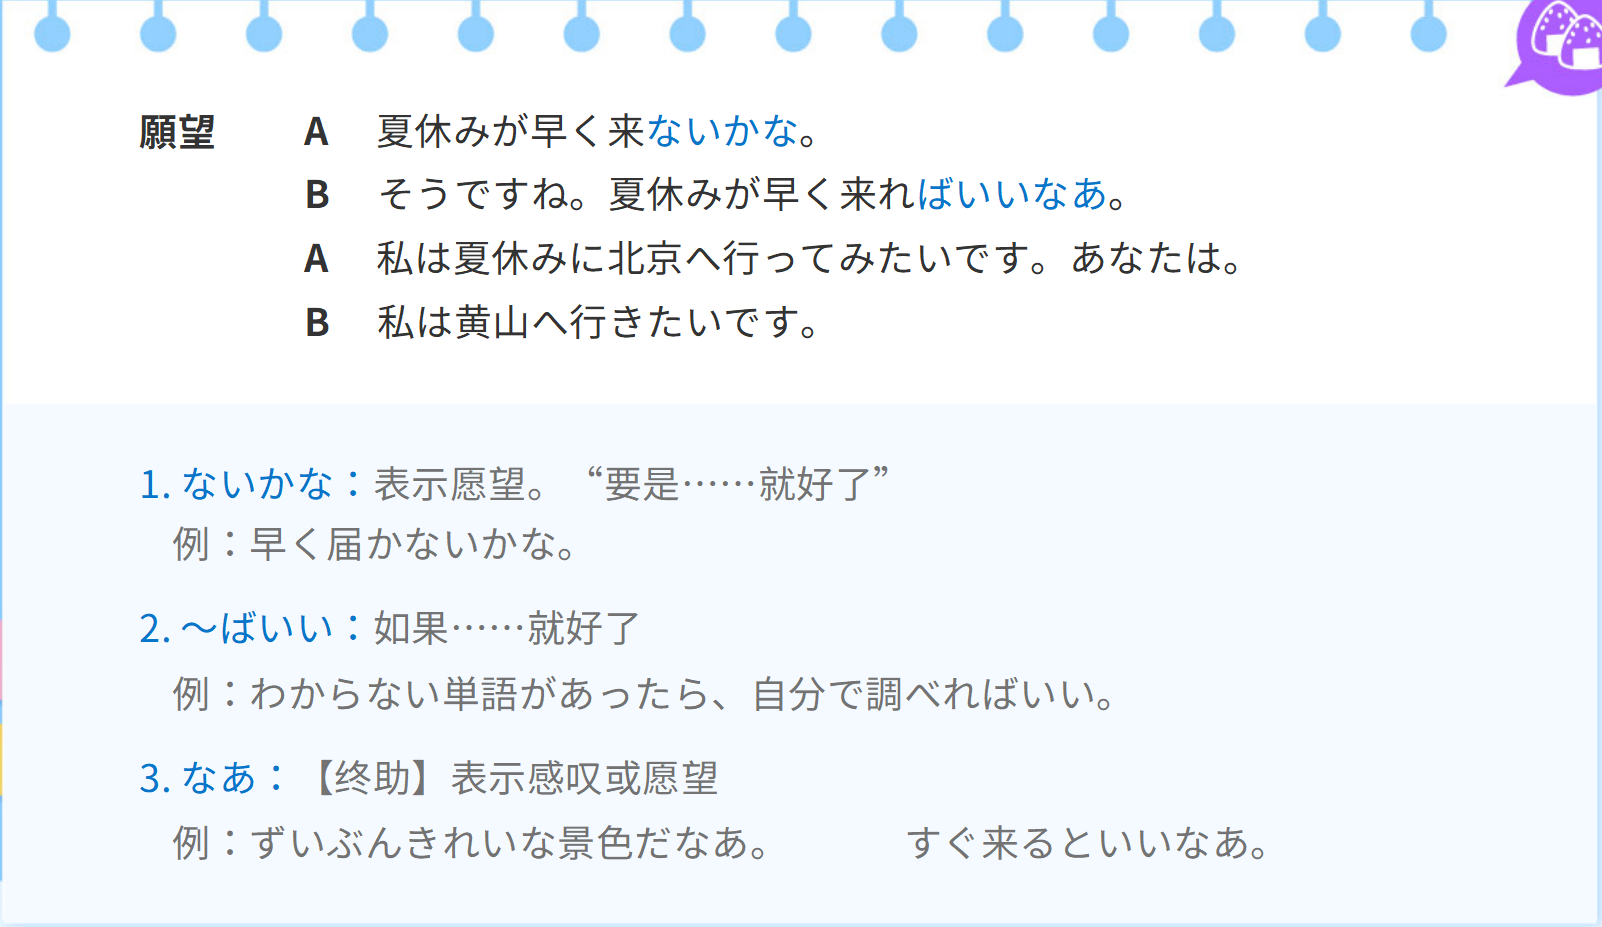 願望 A 夏休みが早く来ないかな。
B そうですね。夏休みが早く来ればいいなあ。
A 私は夏休みに北京へ行ってみたいです。あなたは。
B 私は黄山へ行きたいです。
1. ないかな：表示愿望。“要是……就好了”
例：早く届かないかな。
2. ～ばいい：如果……就好了
例：わからない単語があったら、自分で調べればいい。
3. なあ：【终助】表示感叹或愿望
例：ずいぶんきれいな景色だなあ。 すぐ来るといいなあ。